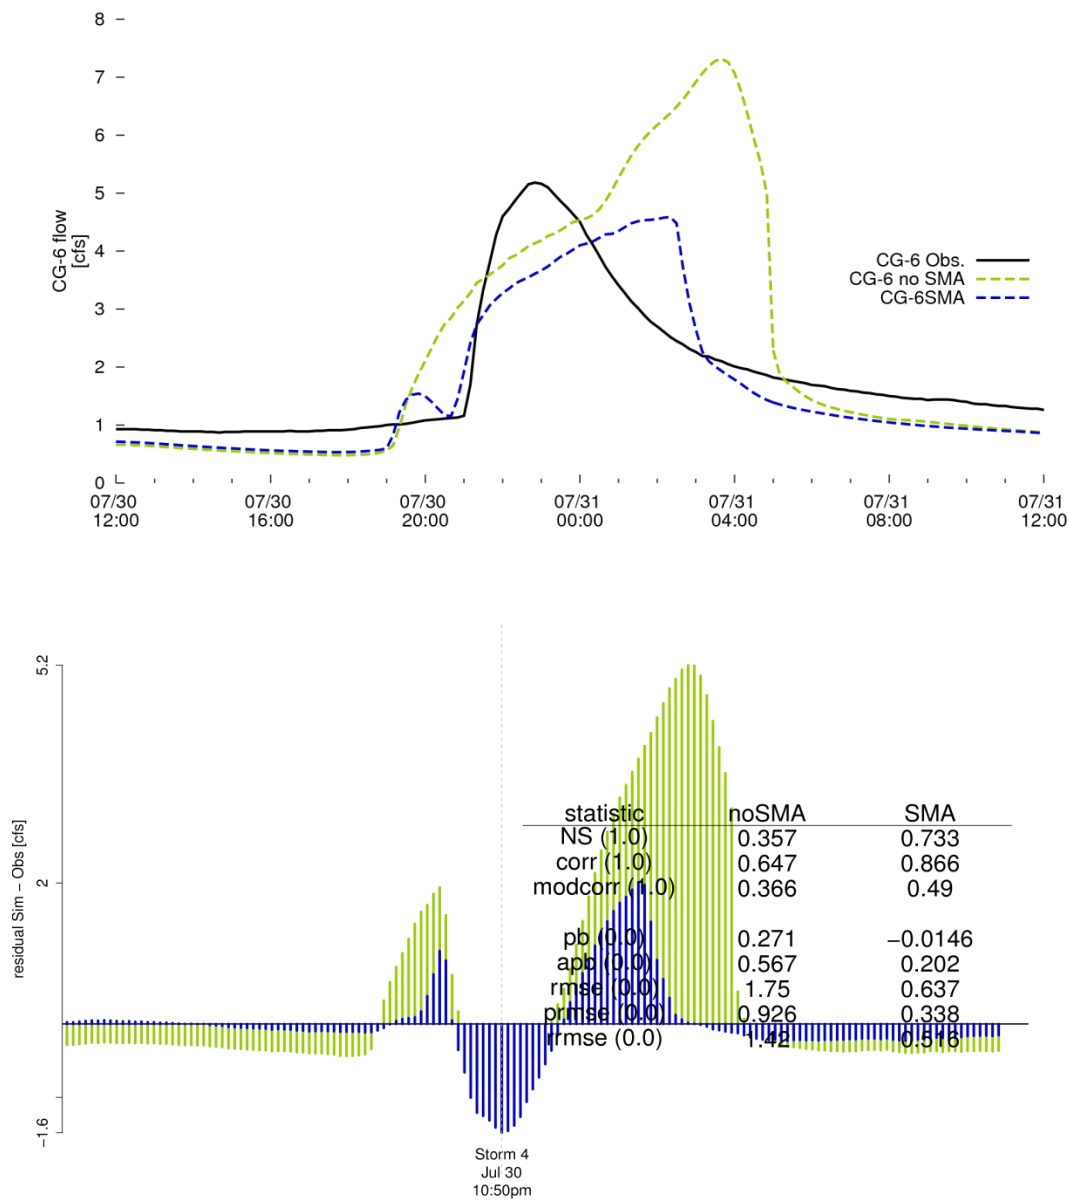 8
7
6
5
4
3
2
1
0
CG-6 flow
[cfs]
CG-6 Obs.
CG-6 no SMA
CG-6SMA
07/30 07/30 07/30 07/31 07/31 07/31 07/31
12:00 16:00 20:00 00:00 04:00 08:00 12:00
5.2
2
−1.6
residual Sim − Obs [cfs]
statistic noSMA SMA
NS (1.0) 0.357 0.733
corr (1.0) 0.647 0.866
modcorr (1.0) 0.366 0.49
pb (0.0) 0.271 −0.0146
apb (0.0) 0.567 0.202
rmse (0.0) 1.75 0.637
prmse (0.0) 0.926 0.338
rrmse (0.0) 1.42 0.516
Storm 4
Jul 30
10:50pm